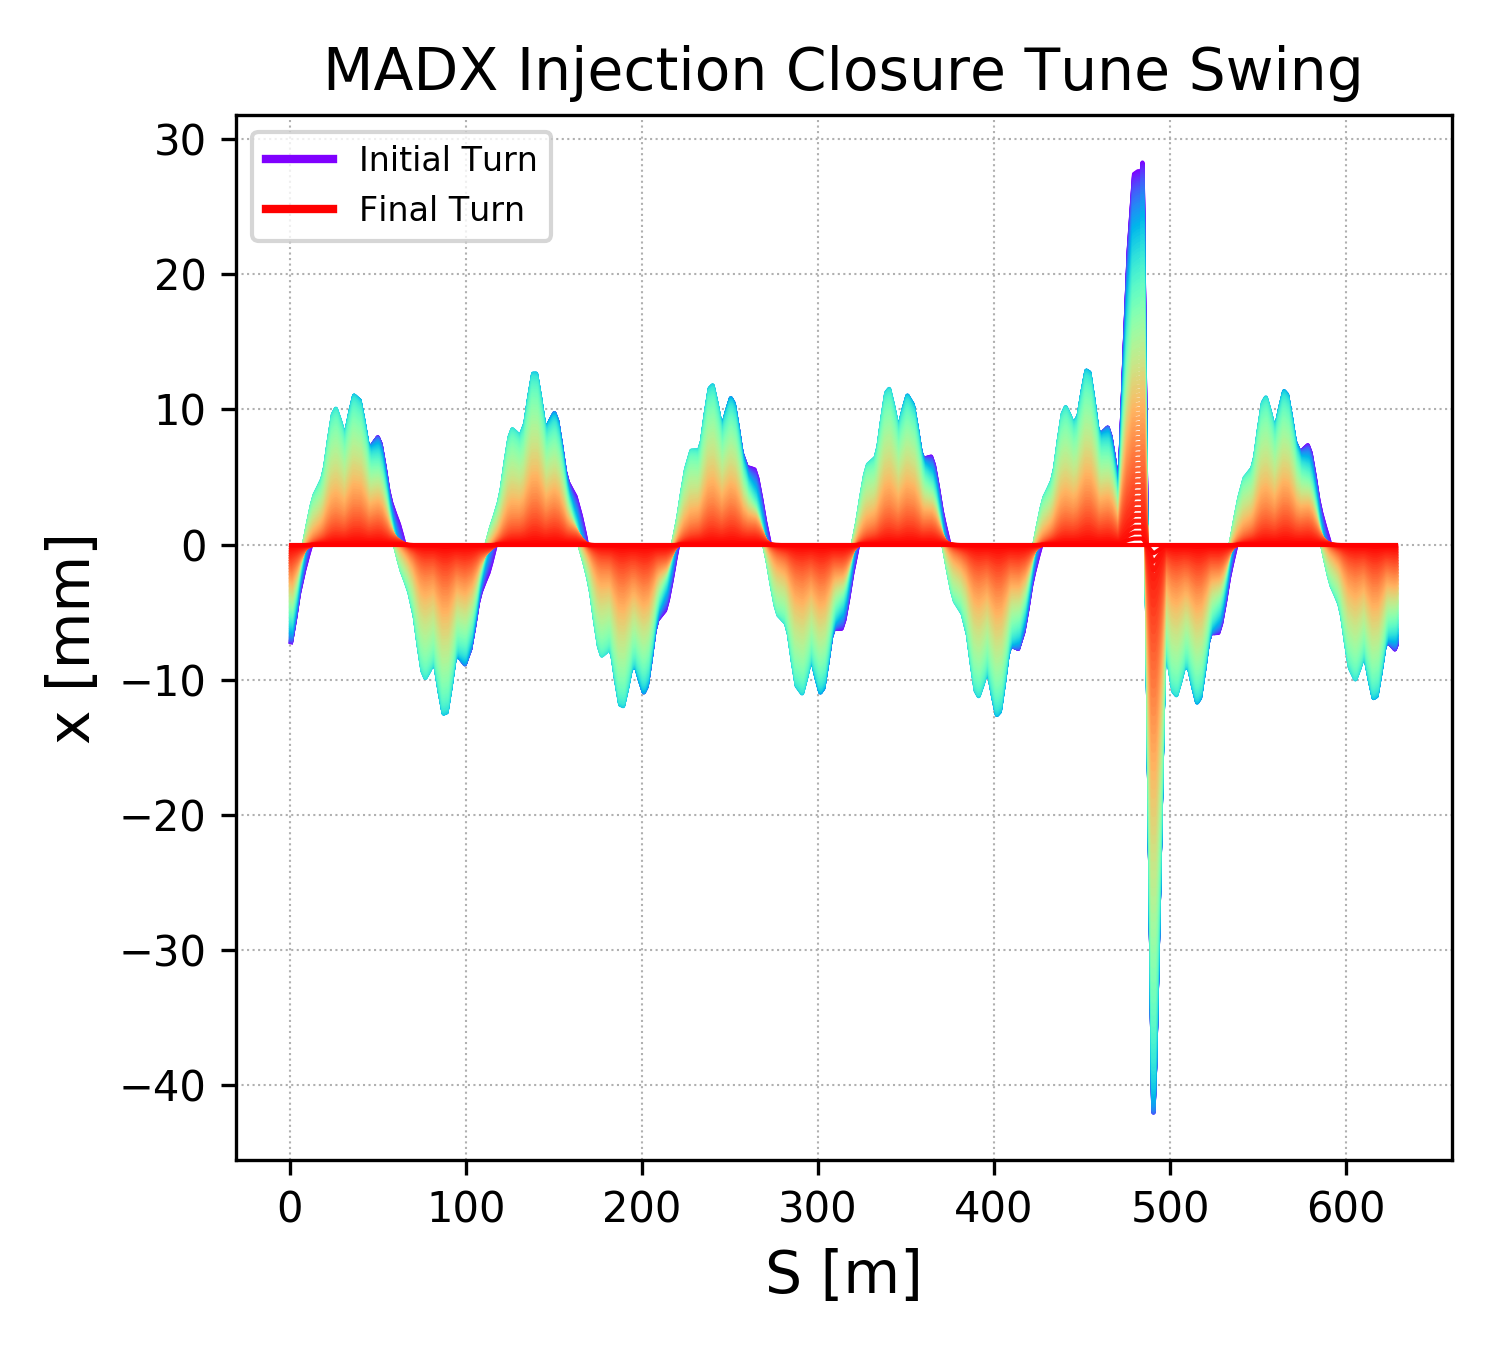 MADX Injection Closure Tune Swing
Initial Turn
Final Turn
x [mm]
30
20
10
0
−10
−20
−30
−40
0 100 200 300 400 500 600
S [m]